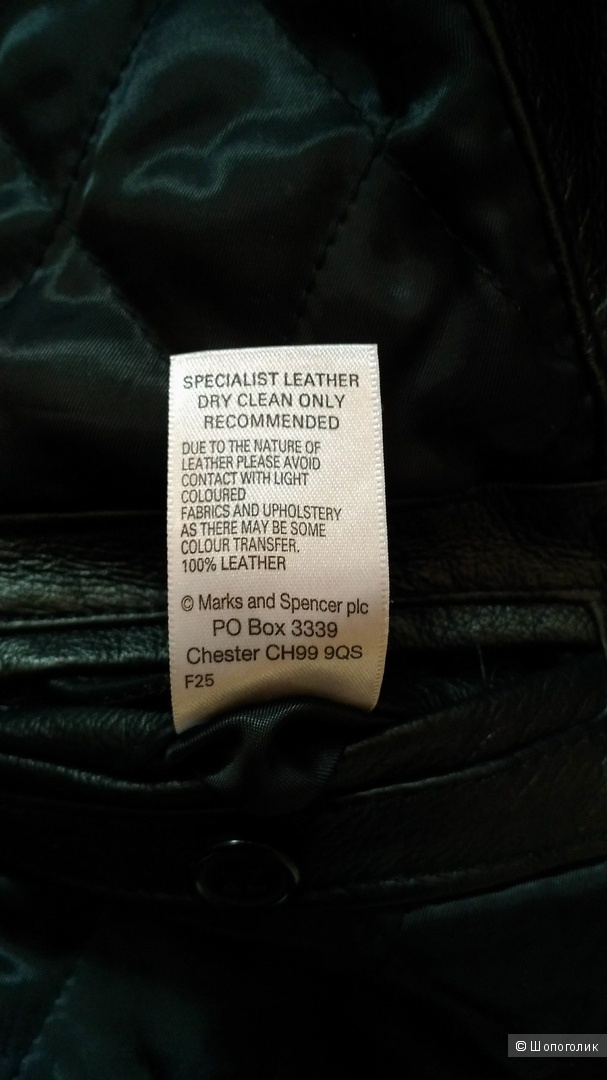 SPECIALIST LEATHER
DRY CLEAN ONLY
RECOMMENDED
DUE TO THE NATURE OF
LEATHER PLEASE AVOID
CONTACT WITH LIGHT
COLOURED
FABRICS AND UPHOLSTERY
AS THERE MAY BE SOME
COLOUR TRANSFER.
100% LEATHER
© Marks and Spencer plc
PO Box 3339
Chester CH99 9QS
F25
© Шопоголик